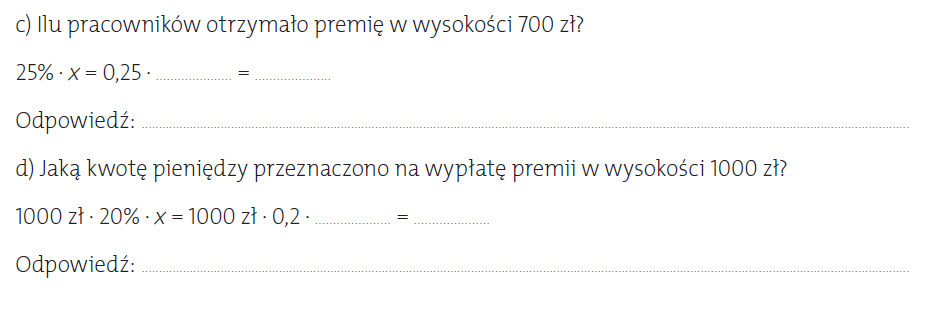 c) Ilu pracowników otrzymało premię w wysokości 700 zł?
25% · x = 0,25 · .................... = ....................
Odpowiedź: ....................
d) Jaką kwotę pieniędzy przeznaczono na wypłatę premii w wysokości 1000 zł?
1000 zł · 20% · x = 1000 zł · 0,2 · .................... = ....................
Odpowiedź: ....................